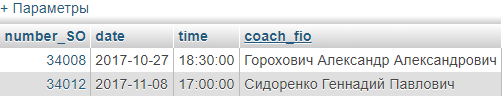 + Параметры
number_SO date time coach_fio
34008 2017-10-27 18:30:00 Горохович Александр Александрович
34012 2017-11-08 17:00:00 Сидоренко Геннадий Павлович